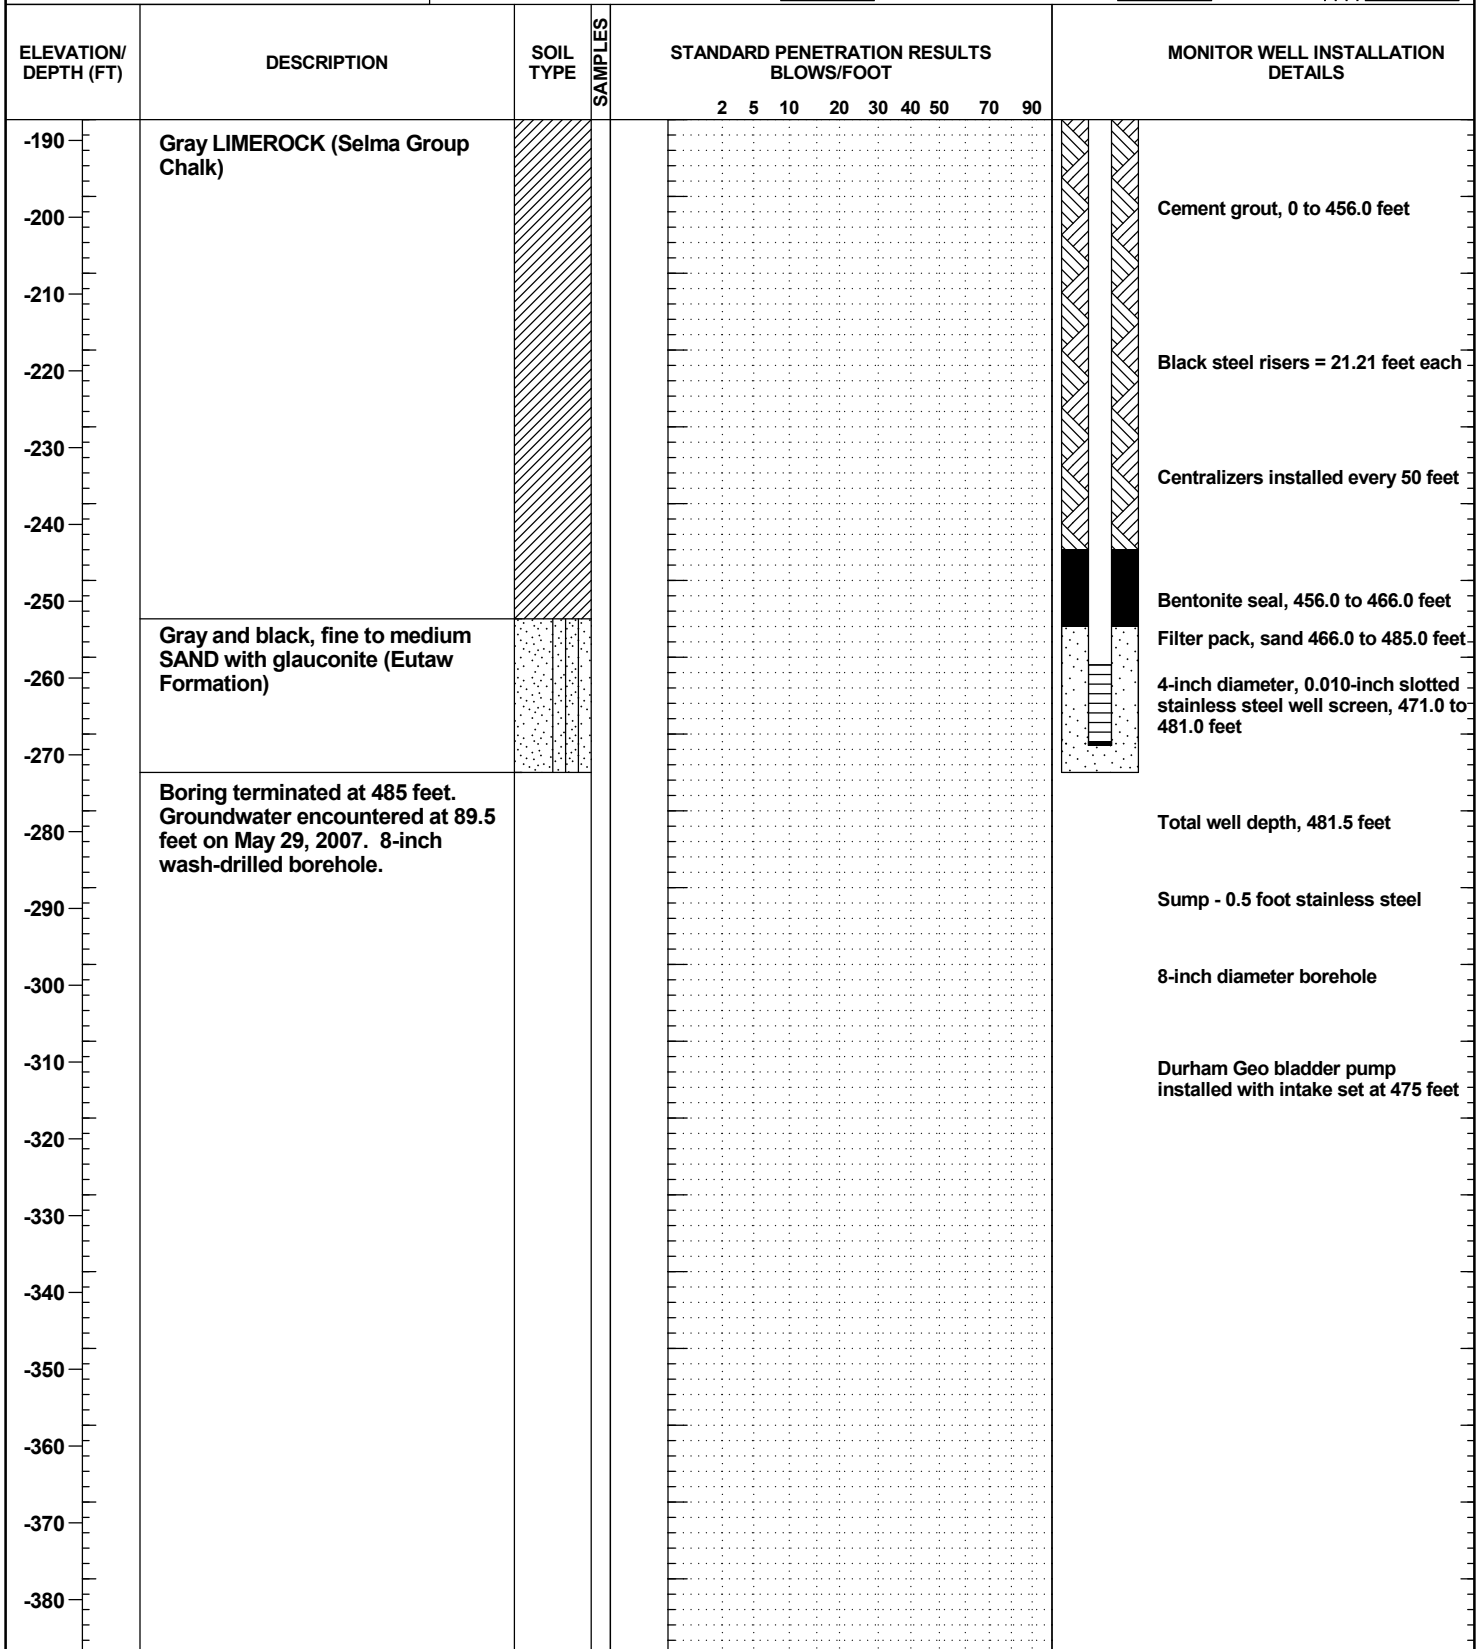 ELEVATION/
DEPTH (FT)
DESCRIPTION
SOIL
TYPE
SAMPLES
STANDARD PENETRATION RESULTS
BLOWS/FOOT
2 5 10 20 30 40 50 70 90
MONITOR WELL INSTALLATION
DETAILS
-190
Gray LIMEROCK (Selma Group
Chalk)
-200
Cement grout, 0 to 456.0 feet
-210
-220
Black steel risers = 21.21 feet each
-230
Centralizers installed every 50 feet
-240
-250
Bentonite seal, 456.0 to 466.0 feet
Gray and black, fine to medium
SAND with glauconite (Eutaw
Formation)
Filter pack, sand 466.0 to 485.0 feet
-260
4-inch diameter, 0.010-inch slotted
stainless steel well screen, 471.0 to
481.0 feet
-270
Boring terminated at 485 feet.
Groundwater encountered at 89.5
feet on May 29, 2007.  8-inch
wash-drilled borehole.
-280
Total well depth, 481.5 feet
-290
Sump - 0.5 foot stainless steel
-300
8-inch diameter borehole
-310
Durham Geo bladder pump
installed with intake set at 475 feet
-320
-330
-340
-350
-360
-370
-380